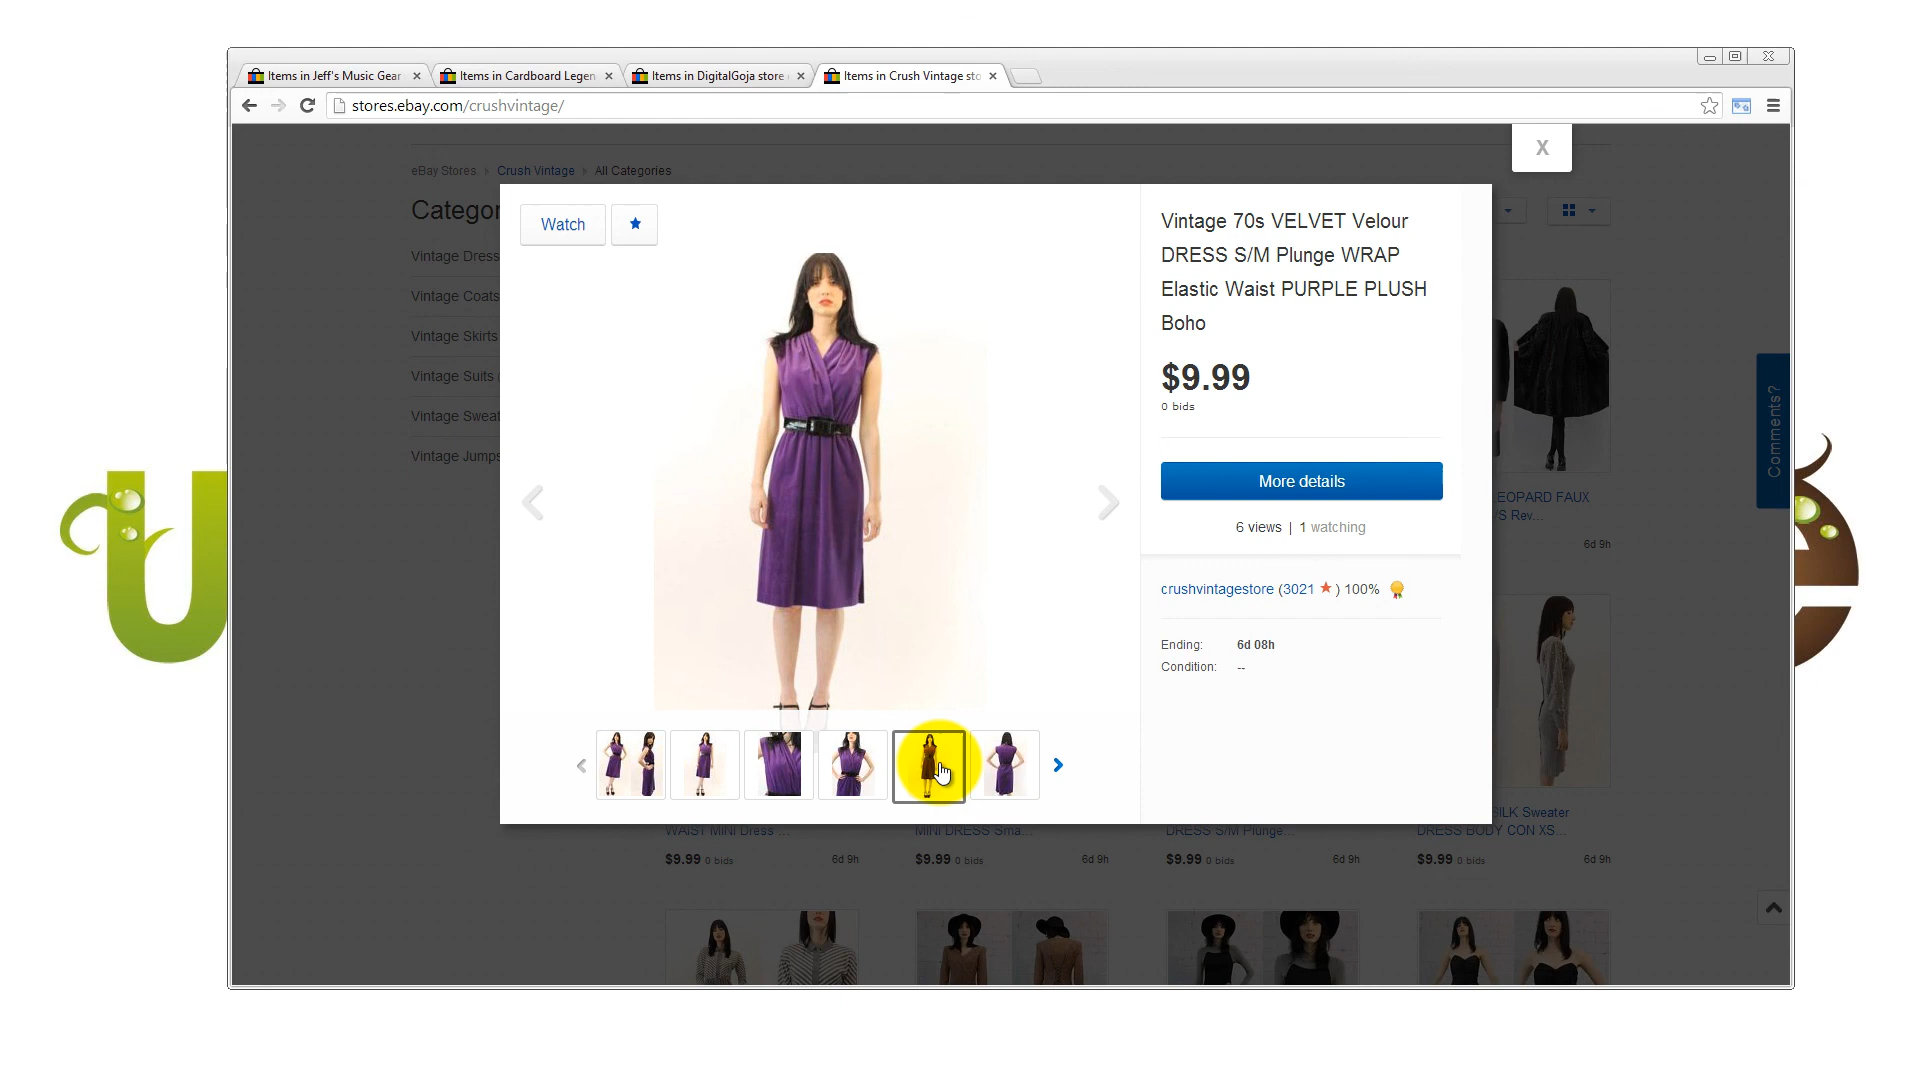 Items in Jeff's Music Gear
Items in Cardboard Legen
Items in DigitalGoja store
Items in Crush Vintage sto
stores.ebay.com/crushvintage/
X
eBay Stores
Crush Vintage
All Categories
Categor
Vintage Dress
Vintage Coats
Vintage Skirts
Vintage Suits
Vintage Sweat
Vintage Jumps
Watch
Vintage 70s VELVET Velour
DRESS S/M Plunge WRAP
Elastic Waist PURPLE PLUSH
Boho
$9.99
0 bids
More details
6 views | 1 watching
crushvintagestore (3021 ) 100%
Ending: 6d 08h
Condition: --
Comments?
EOPARD FAUX
/S Rev...
6d 9h
SILK Sweater
WAIST MINI Dress ...
MINI DRESS Sma...
DRESS S/M Plunge...
DRESS BODY CON XS...
$9.99 0 bids 6d 9h
$9.99 0 bids 6d 9h
$9.99 0 bids 6d 9h
$9.99 0 bids 6d 9h
U
e